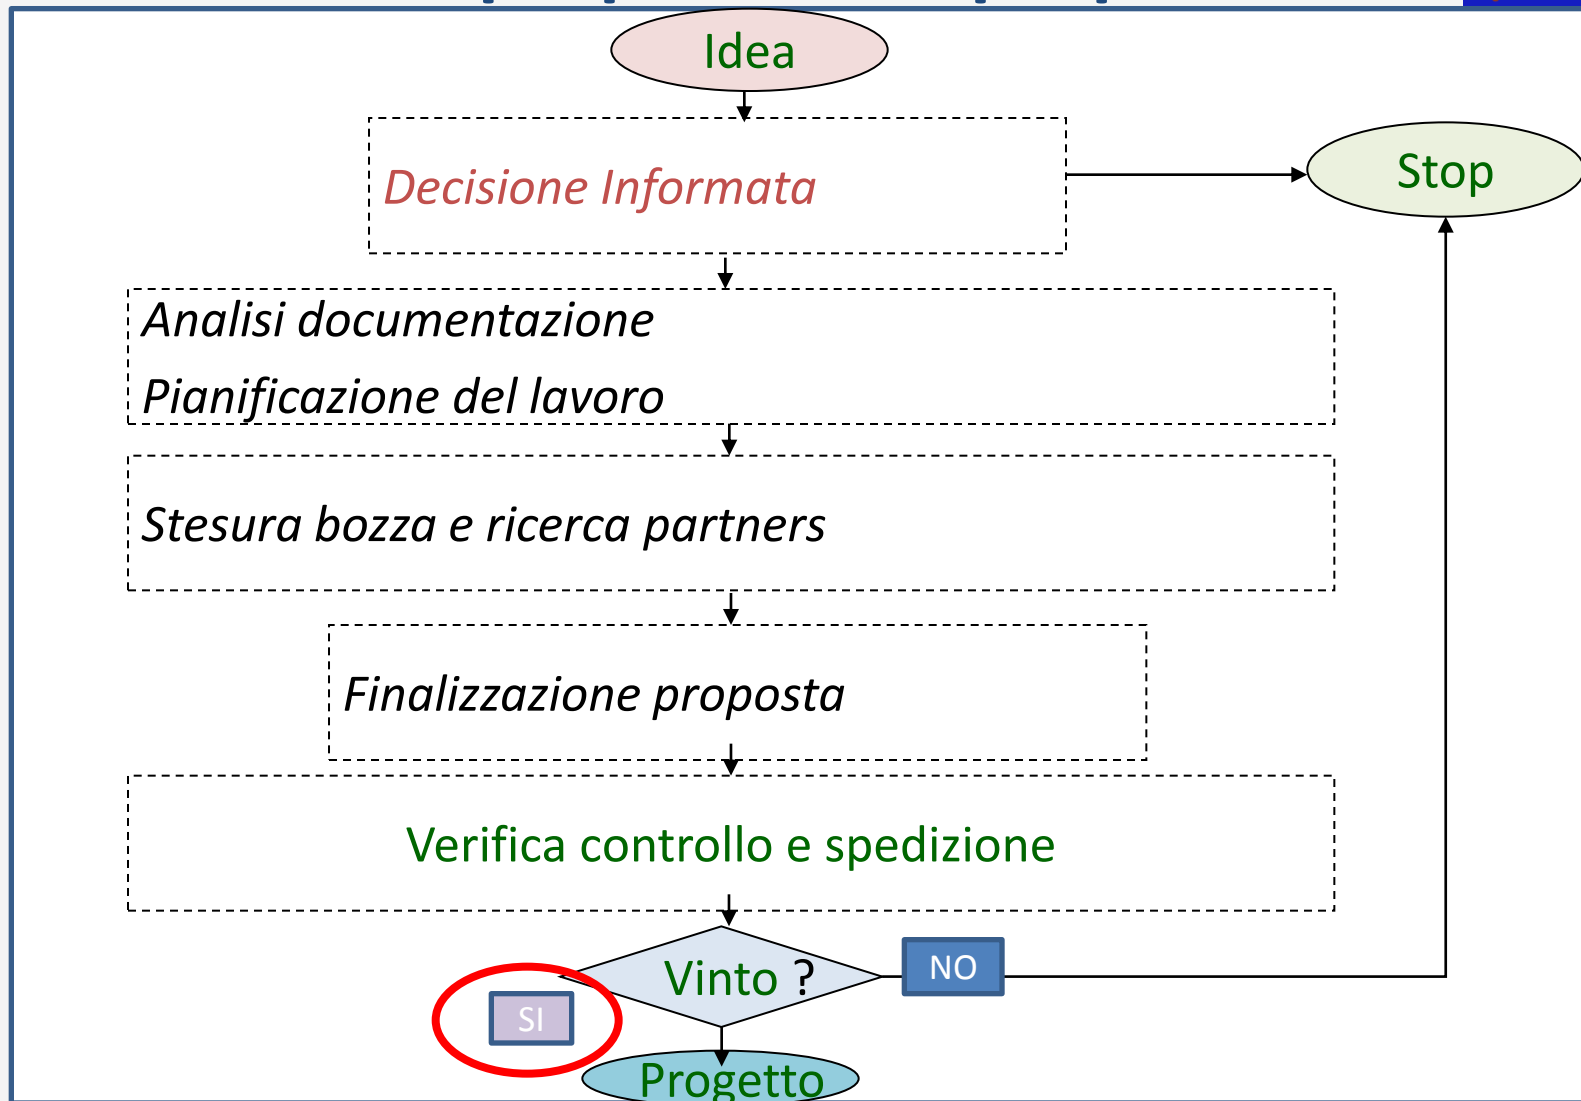 Idea
Decisione Informata
Stop
Analisi documentazione
Pianificazione del lavoro
Stesura bozza e ricerca partners
Finalizzazione proposta
Verifica controllo e spedizione
Vinto ?
NO
SI
Progetto